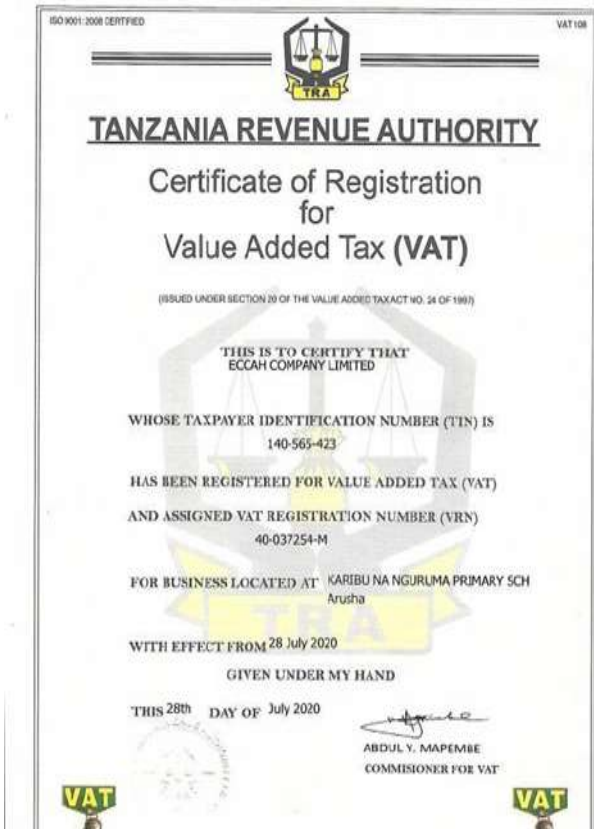 ISO 9001: 2008 CERTIFIED
VAT108
TRA
TANZANIA REVENUE AUTHORITY
Certificate of Registration
for
Value Added Tax (VAT)
(ISSUED UNDER SECTION 20 OF THE VALUE ADDED TAX ACT NO. 24 OF 1997)
THIS IS TO CERTIFY THAT
ECCAH COMPANY LIMITED
WHOSE TAXPAYER IDENTIFICATION NUMBER (TIN) IS
140-565-423
HAS BEEN REGISTERED FOR VALUE ADDED TAX (VAT)
AND ASSIGNED VAT REGISTRATION NUMBER (VRN)
40-037254-M
FOR BUSINESS LOCATED AT KARIBU NA NGURUMA PRIMARY SCH
Arusha
TRA
WITH EFFECT FROM 28 July 2020
GIVEN UNDER MY HAND
THIS 28th DAY OF July 2020
ABDUL Y. MAPEMBE
COMMISIONER FOR VAT
VAT
VAT